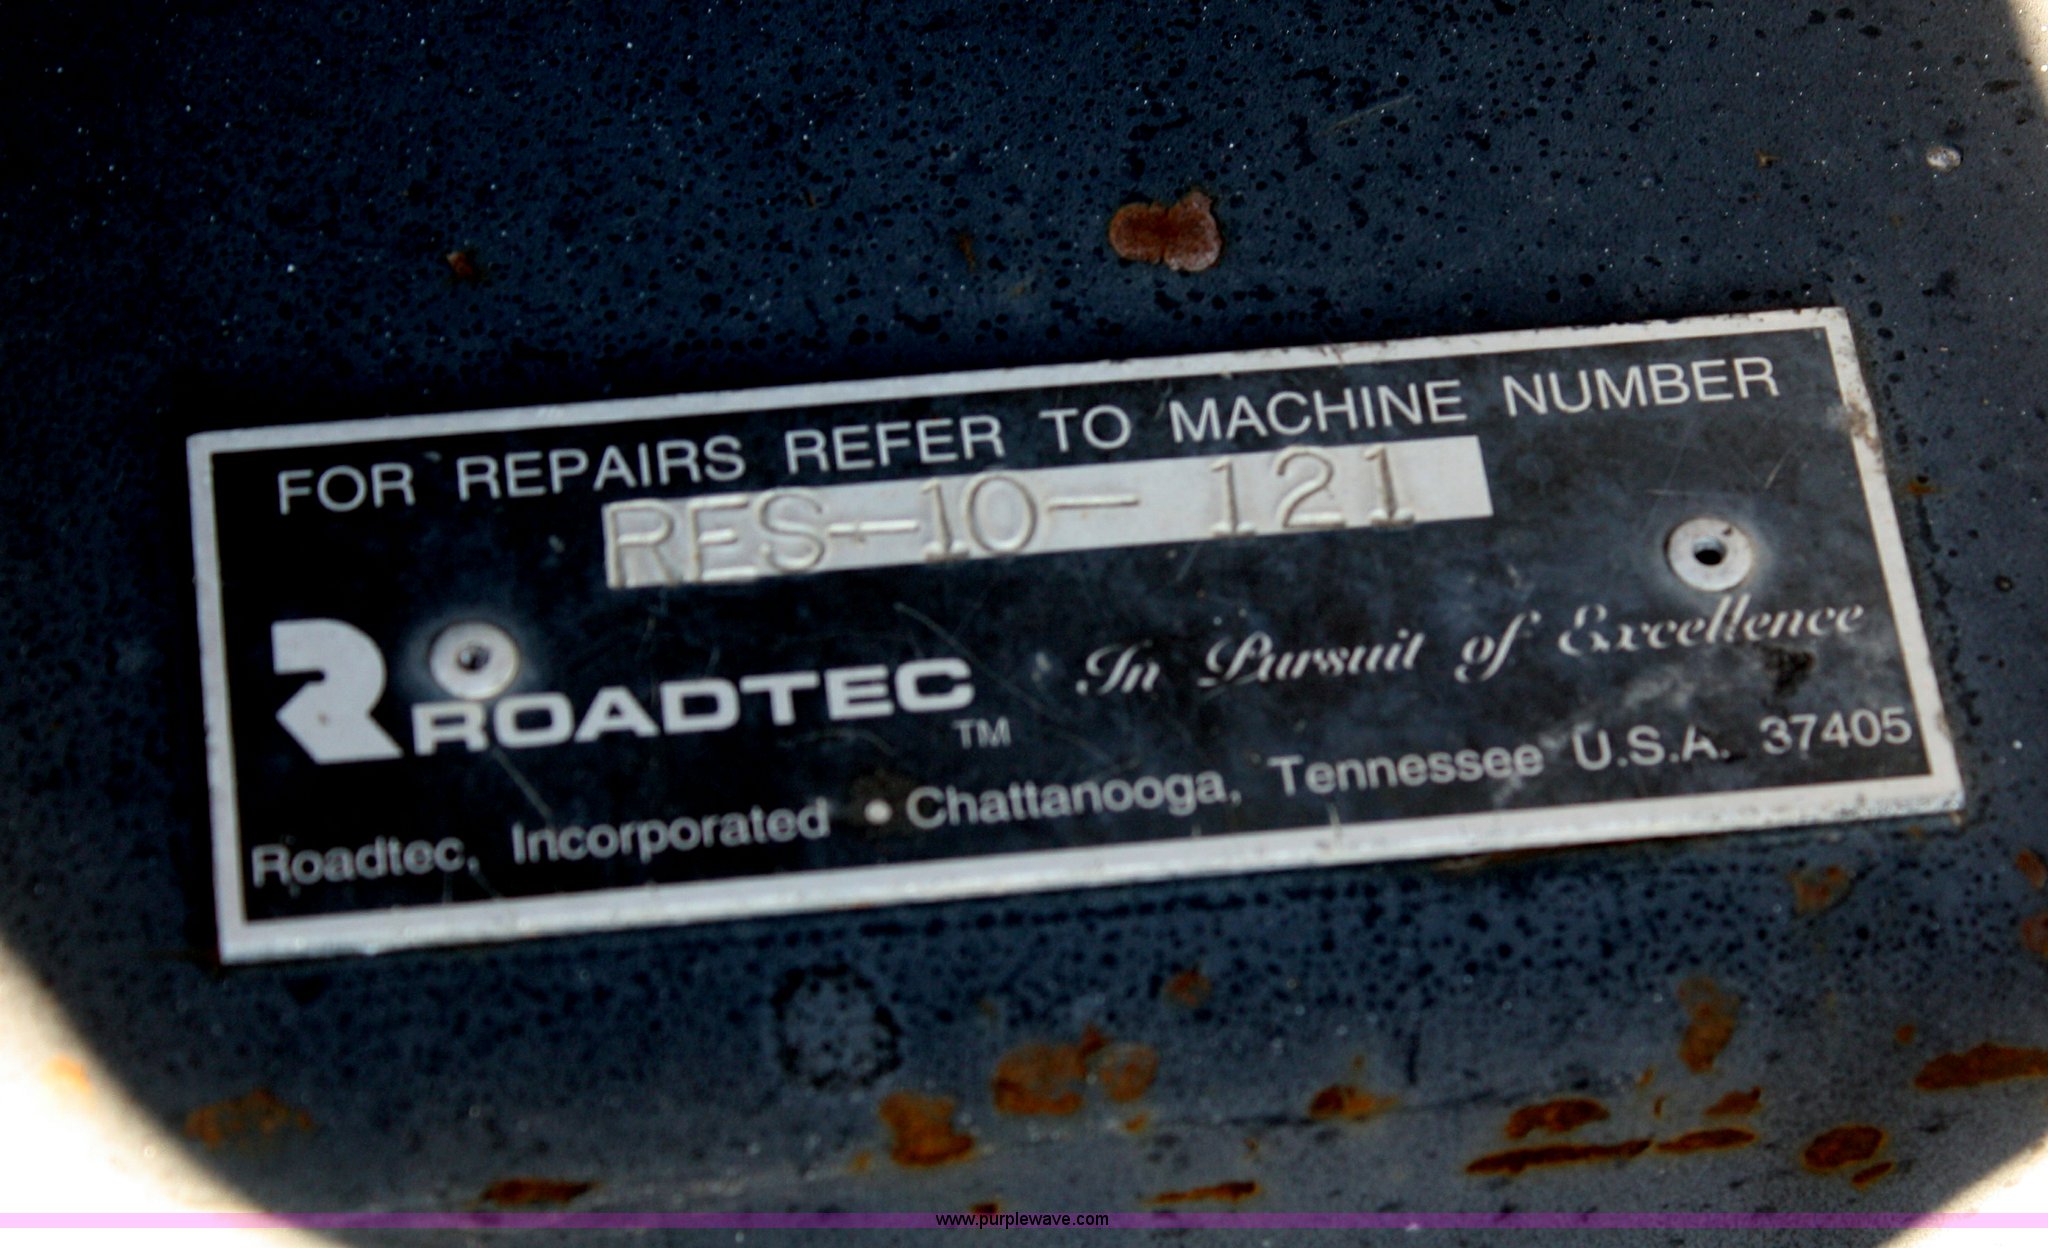 FOR REPAIRS REFER TO MACHINE NUMBER
RES-10-121
ROADTEC TM
In Pursuit of Excellence
Roadtec, Incorporated • Chattanooga, Tennessee U.S.A. 37405
www.purplewave.com